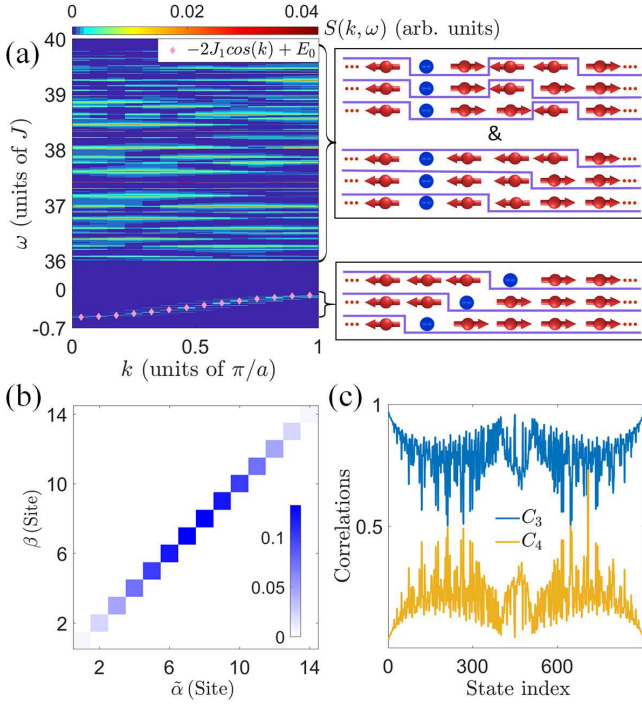 0 0.02 0.04 S(k, ω) (arb. units)
(a)
−2J₁cos(k) + E₀
40
39
38
37
36
0
-0.7
ω (units of J)
0 0.5 1
k (units of π/a)
&
(b)
14
10
6
2
β (Site)
0.1
0.05
0
2 6 10 14
α̃ (Site)
(c)
1
0.5
Correlations
C₃
C₄
0 300 600
State index